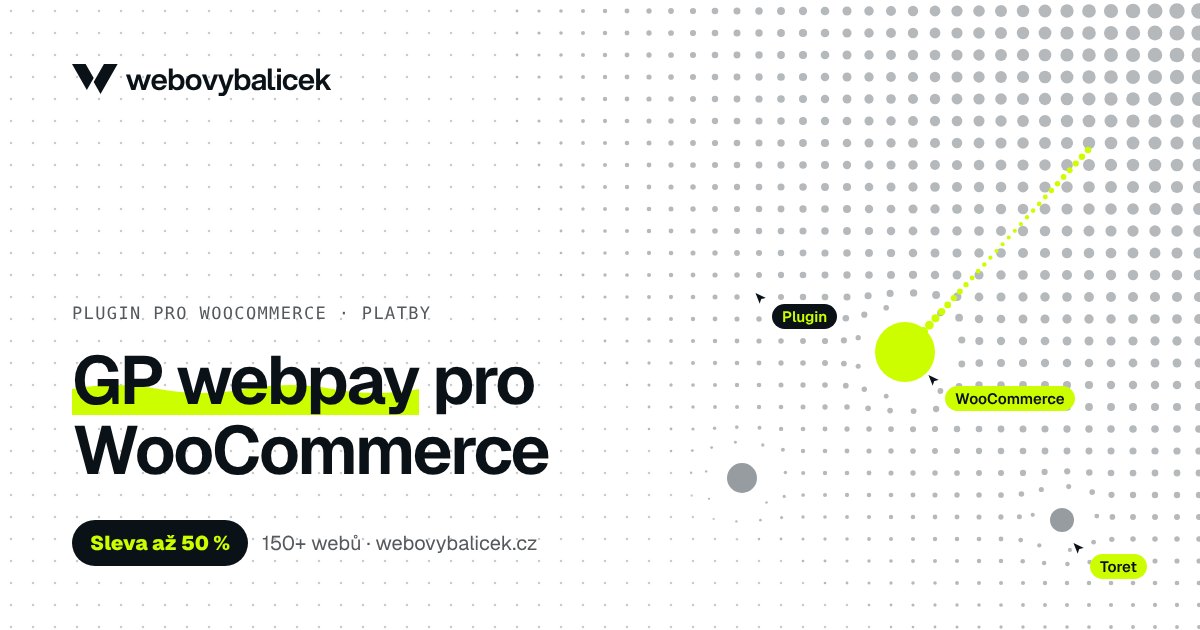 webovybalicek
PLUGIN PRO WOOCOMMERCE · PLATBY
GP webpay pro
WooCommerce
Sleva až 50 %
150+ webů · webovybalicek.cz
Plugin
WooCommerce
Toret